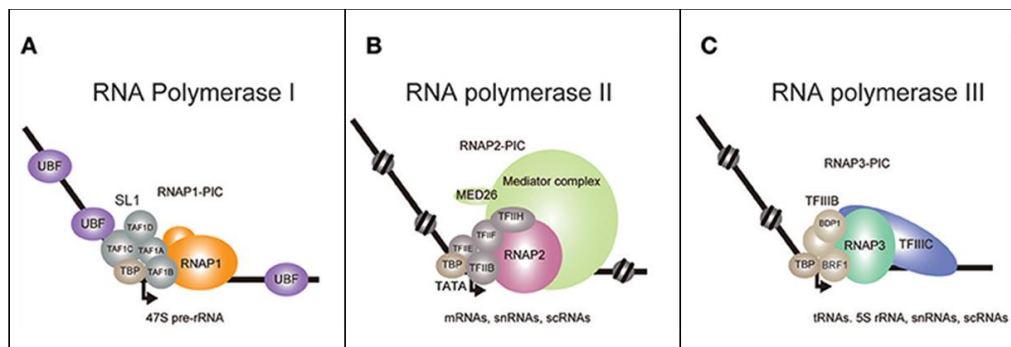 A
RNA Polymerase I
UBF
RNAP1-PIC
SL1
UBF
TAF1D
TAF1C
TAF1A
TBP
TAF1B
RNAP1
UBF
47S pre-rRNA
B
RNA polymerase II
RNAP2-PIC
Mediator complex
MED26
TFIIH
TFIIF
TFIIE
TBP
TFIIB
RNAP2
TATA
mRNAs, snRNAs, scRNAs
C
RNA polymerase III
RNAP3-PIC
TFIIIB
BDP1
RNAP3
TFIIIC
TBP
BRF1
tRNAs. 5S rRNA, snRNAs, scRNAs